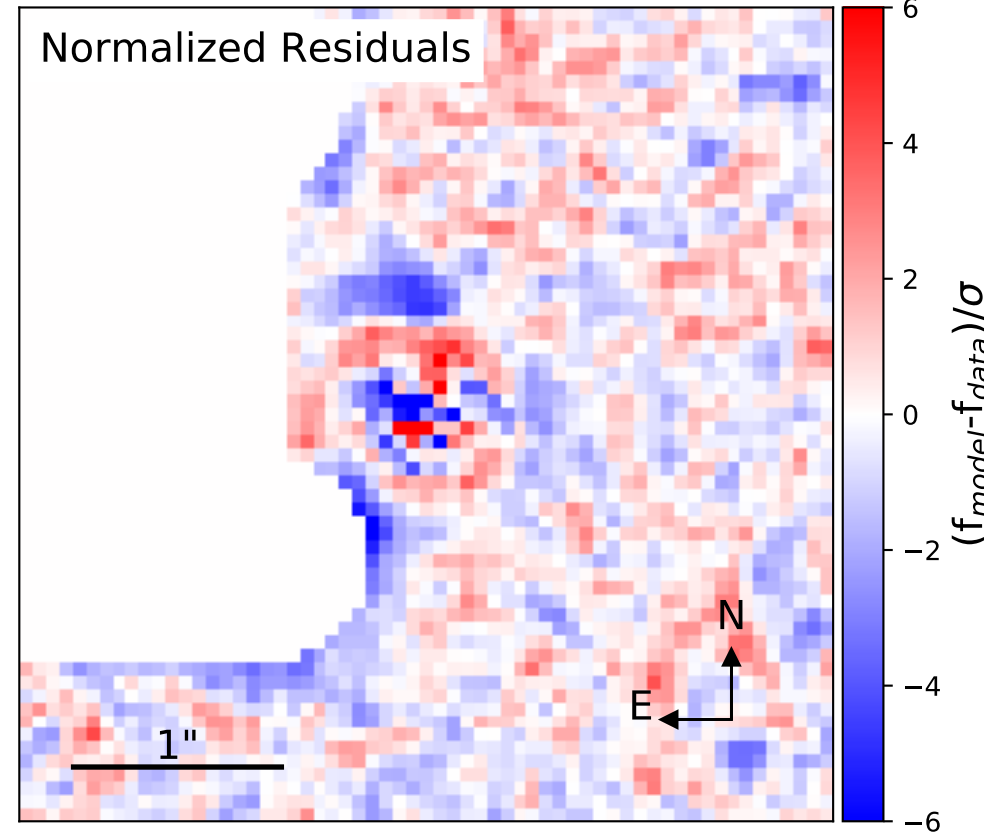 Normalized Residuals
6
4
2
0
−2
−4
−6
(f_model-f_data)/σ
N
E
1"